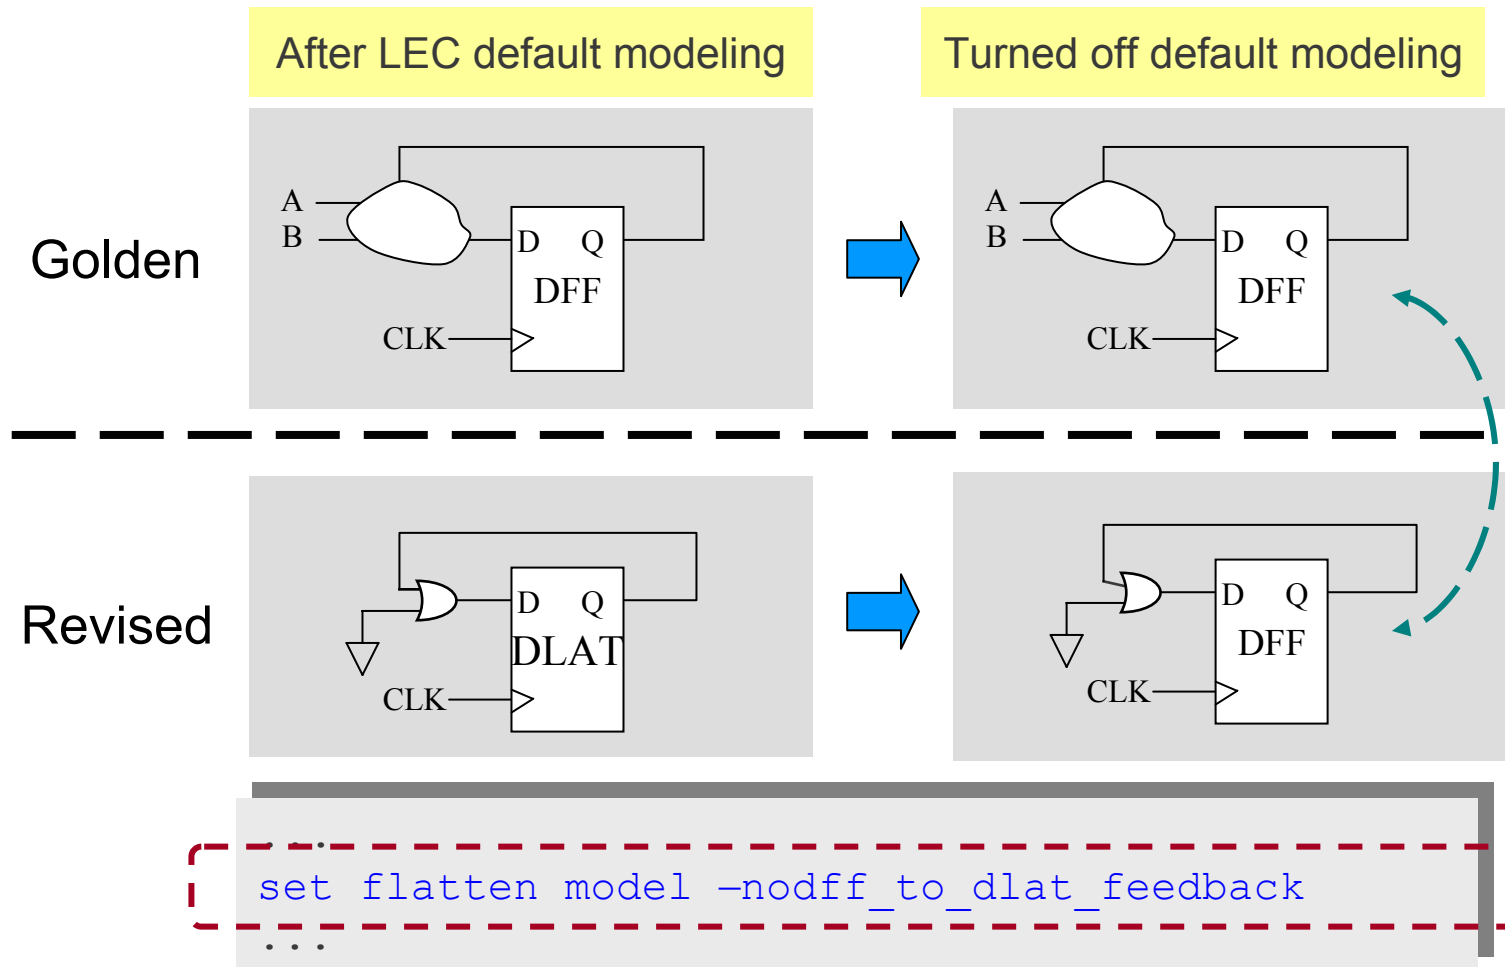 After LEC default modeling
Turned off default modeling
Golden
A
B
D Q
DFF
CLK
A
B
D Q
DFF
CLK
Revised
D Q
DLAT
CLK
D Q
DFF
CLK
...
set flatten model –nodff_to_dlat_feedback
...